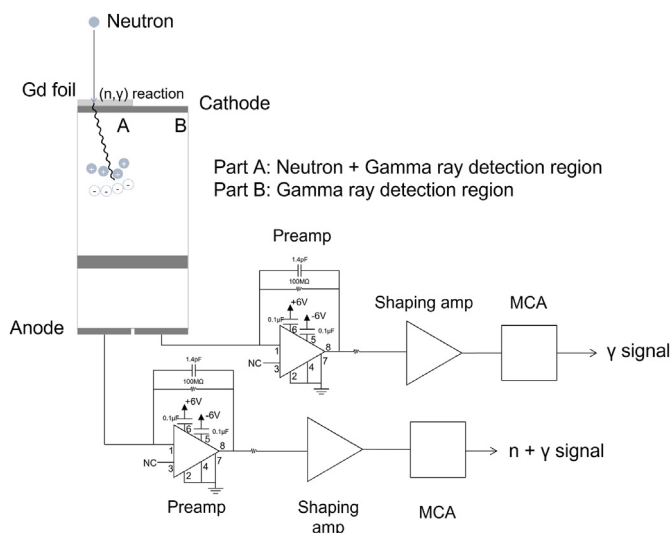 Neutron
Gd foil
(n,γ) reaction
Cathode
A
B
+
+
+
+
-
-
-
-
Part A: Neutron + Gamma ray detection region
Part B: Gamma ray detection region
Preamp
1.4pF
100MΩ
+6V
-6V
0.1μF
0.1μF
6
5
1
8
NC
3
7
2
4
Shaping amp
MCA
γ signal
Anode
1.4pF
100MΩ
+6V
-6V
0.1μF
0.1μF
6
5
1
8
NC
3
7
2
4
n + γ signal
Preamp
Shaping
amp
MCA